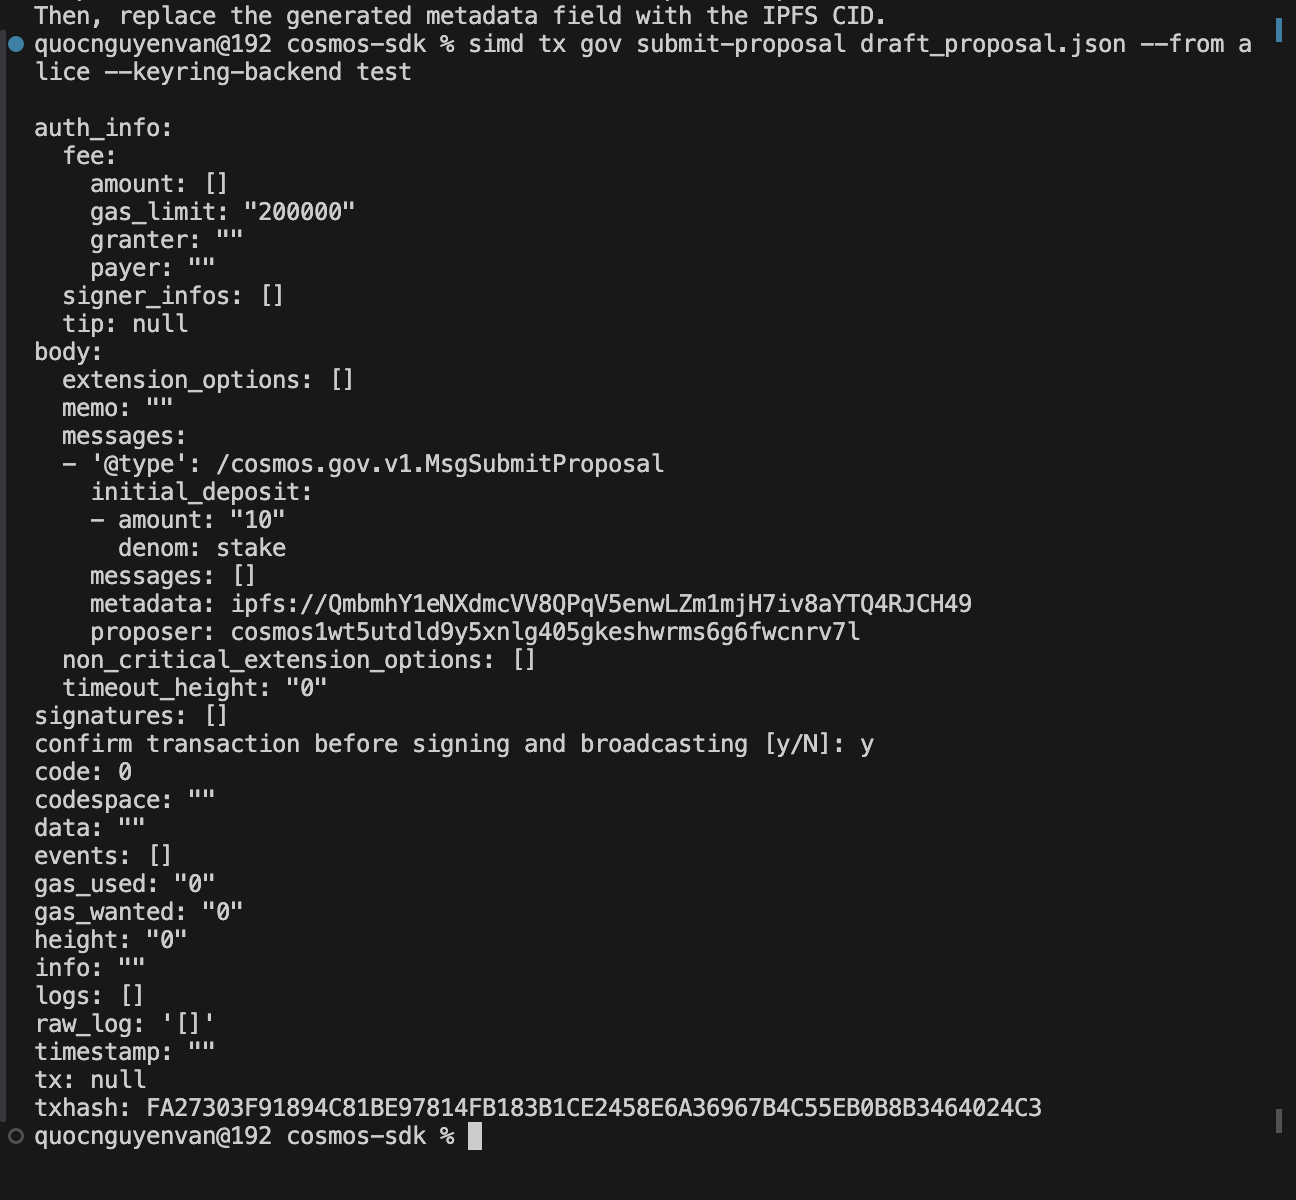 Then, replace the generated metadata field with the IPFS CID.
quocnguyenvan@192 cosmos-sdk % simd tx gov submit-proposal draft_proposal.json --from a
lice --keyring-backend test
auth_info:
  fee:
    amount: []
    gas_limit: "200000"
    granter: ""
    payer: ""
  signer_infos: []
  tip: null
body:
  extension_options: []
  memo: ""
  messages:
  - '@type': /cosmos.gov.v1.MsgSubmitProposal
    initial_deposit:
    - amount: "10"
      denom: stake
    messages: []
    metadata: ipfs://QmbmhY1eNXdmcVV8QPqV5enwLZm1mjH7iv8aYTQ4RJCH49
    proposer: cosmos1wt5utdld9y5xnlg405gkeshwrms6g6fwcnrv7l
  non_critical_extension_options: []
  timeout_height: "0"
signatures: []
confirm transaction before signing and broadcasting [y/N]: y
code: 0
codespace: ""
data: ""
events: []
gas_used: "0"
gas_wanted: "0"
height: "0"
info: ""
logs: []
raw_log: '[]'
timestamp: ""
tx: null
txhash: FA27303F91894C81BE97814FB183B1CE2458E6A36967B4C55EB0B8B3464024C3
quocnguyenvan@192 cosmos-sdk %